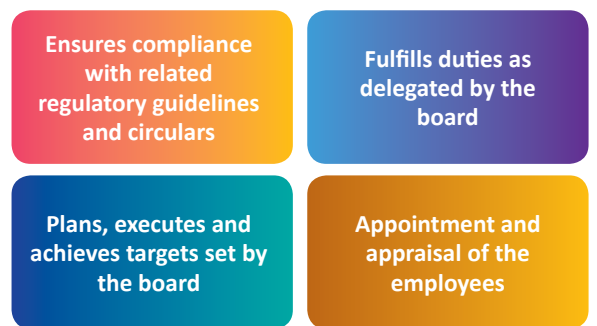 Ensures compliance
with related
regulatory guidelines
and circulars
Fulfills duties as
delegated by the
board
Plans, executes and
achieves targets set by
the board
Appointment and
appraisal of the
employees